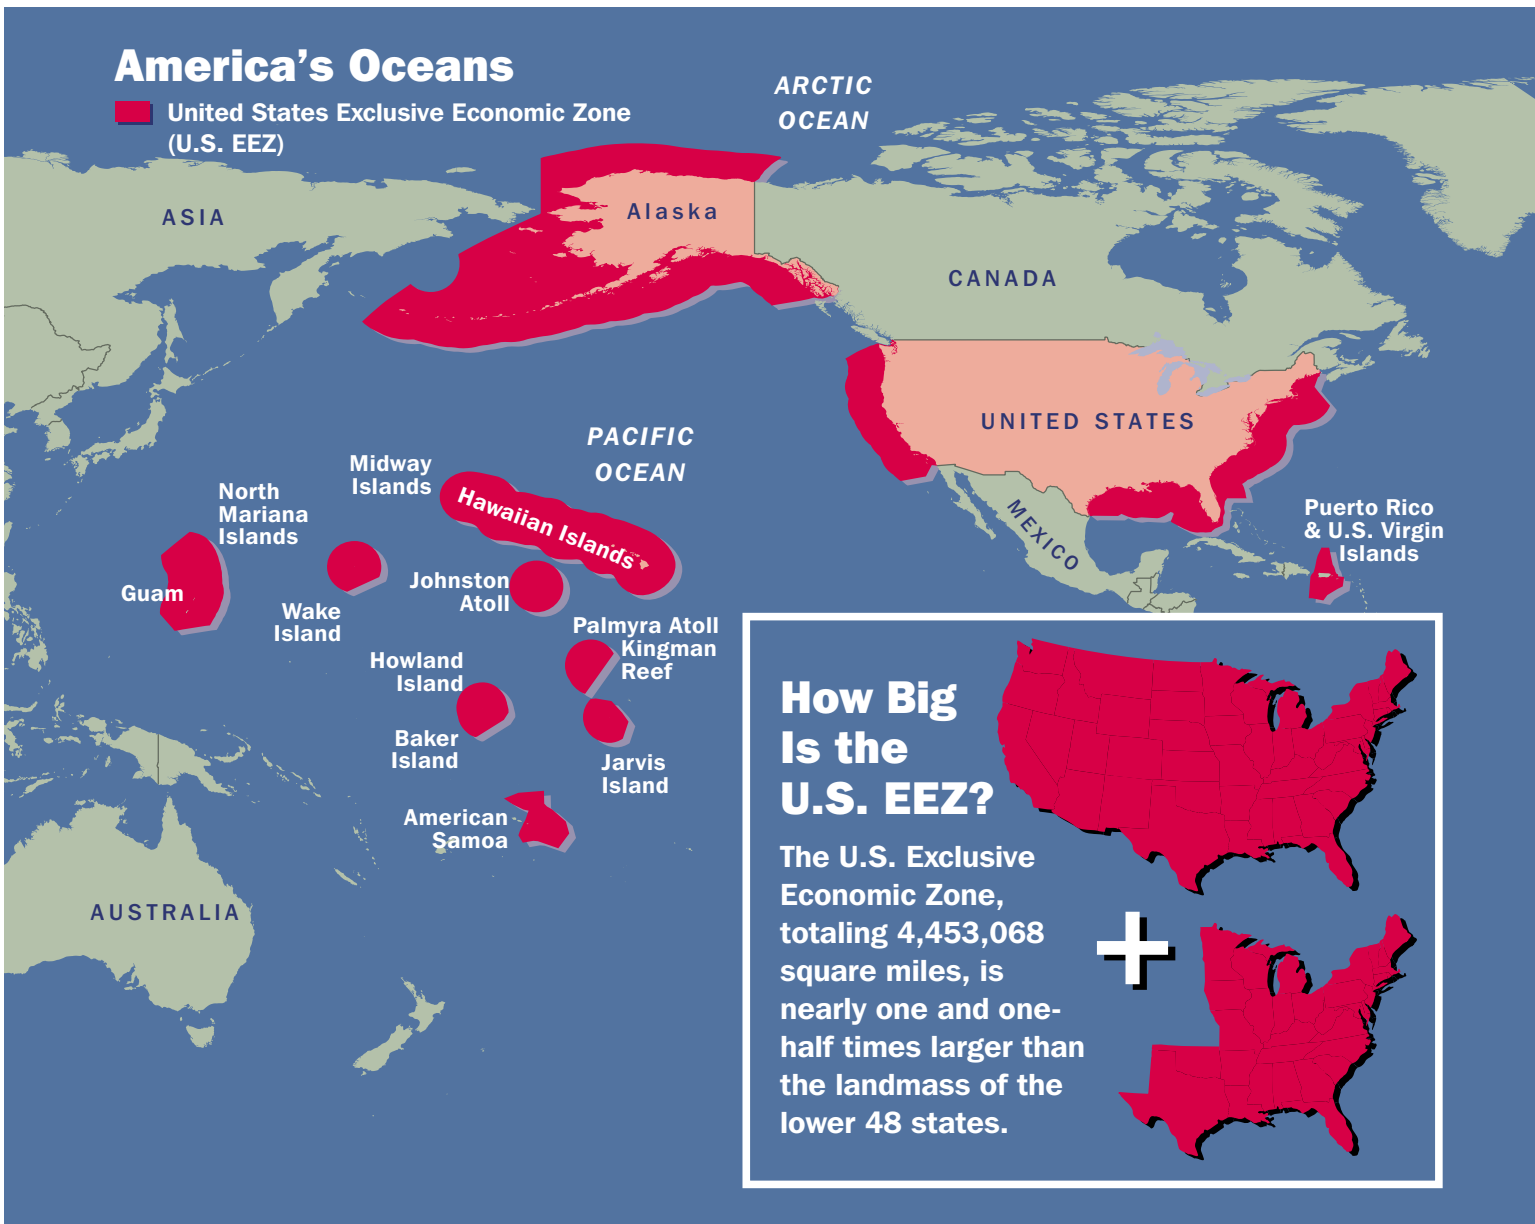 America's Oceans
United States Exclusive Economic Zone
(U.S. EEZ)
ARCTIC
OCEAN
ASIA
Alaska
CANADA
UNITED STATES
PACIFIC
OCEAN
MEXICO
Midway
Islands
Hawaiian Islands
North
Mariana
Islands
Guam
Wake
Island
Johnston
Atoll
Puerto Rico
& U.S. Virgin
Islands
Palmyra Atoll
Kingman
Reef
Howland
Island
Baker
Island
Jarvis
Island
American
Samoa
AUSTRALIA
How Big
Is the
U.S. EEZ?
The U.S. Exclusive
Economic Zone,
totaling 4,453,068
square miles, is
nearly one and one-
half times larger than
the landmass of the
lower 48 states.
+